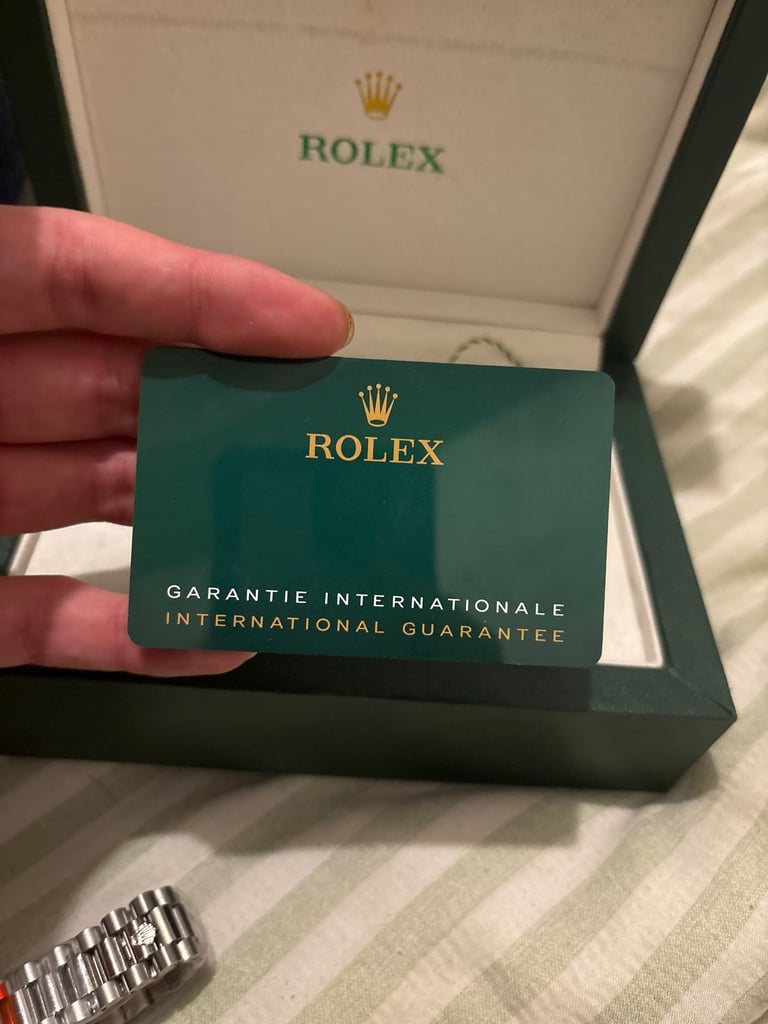 ROLEX
ROLEX
GARANTIE INTERNATIONALE
INTERNATIONAL GUARANTEE